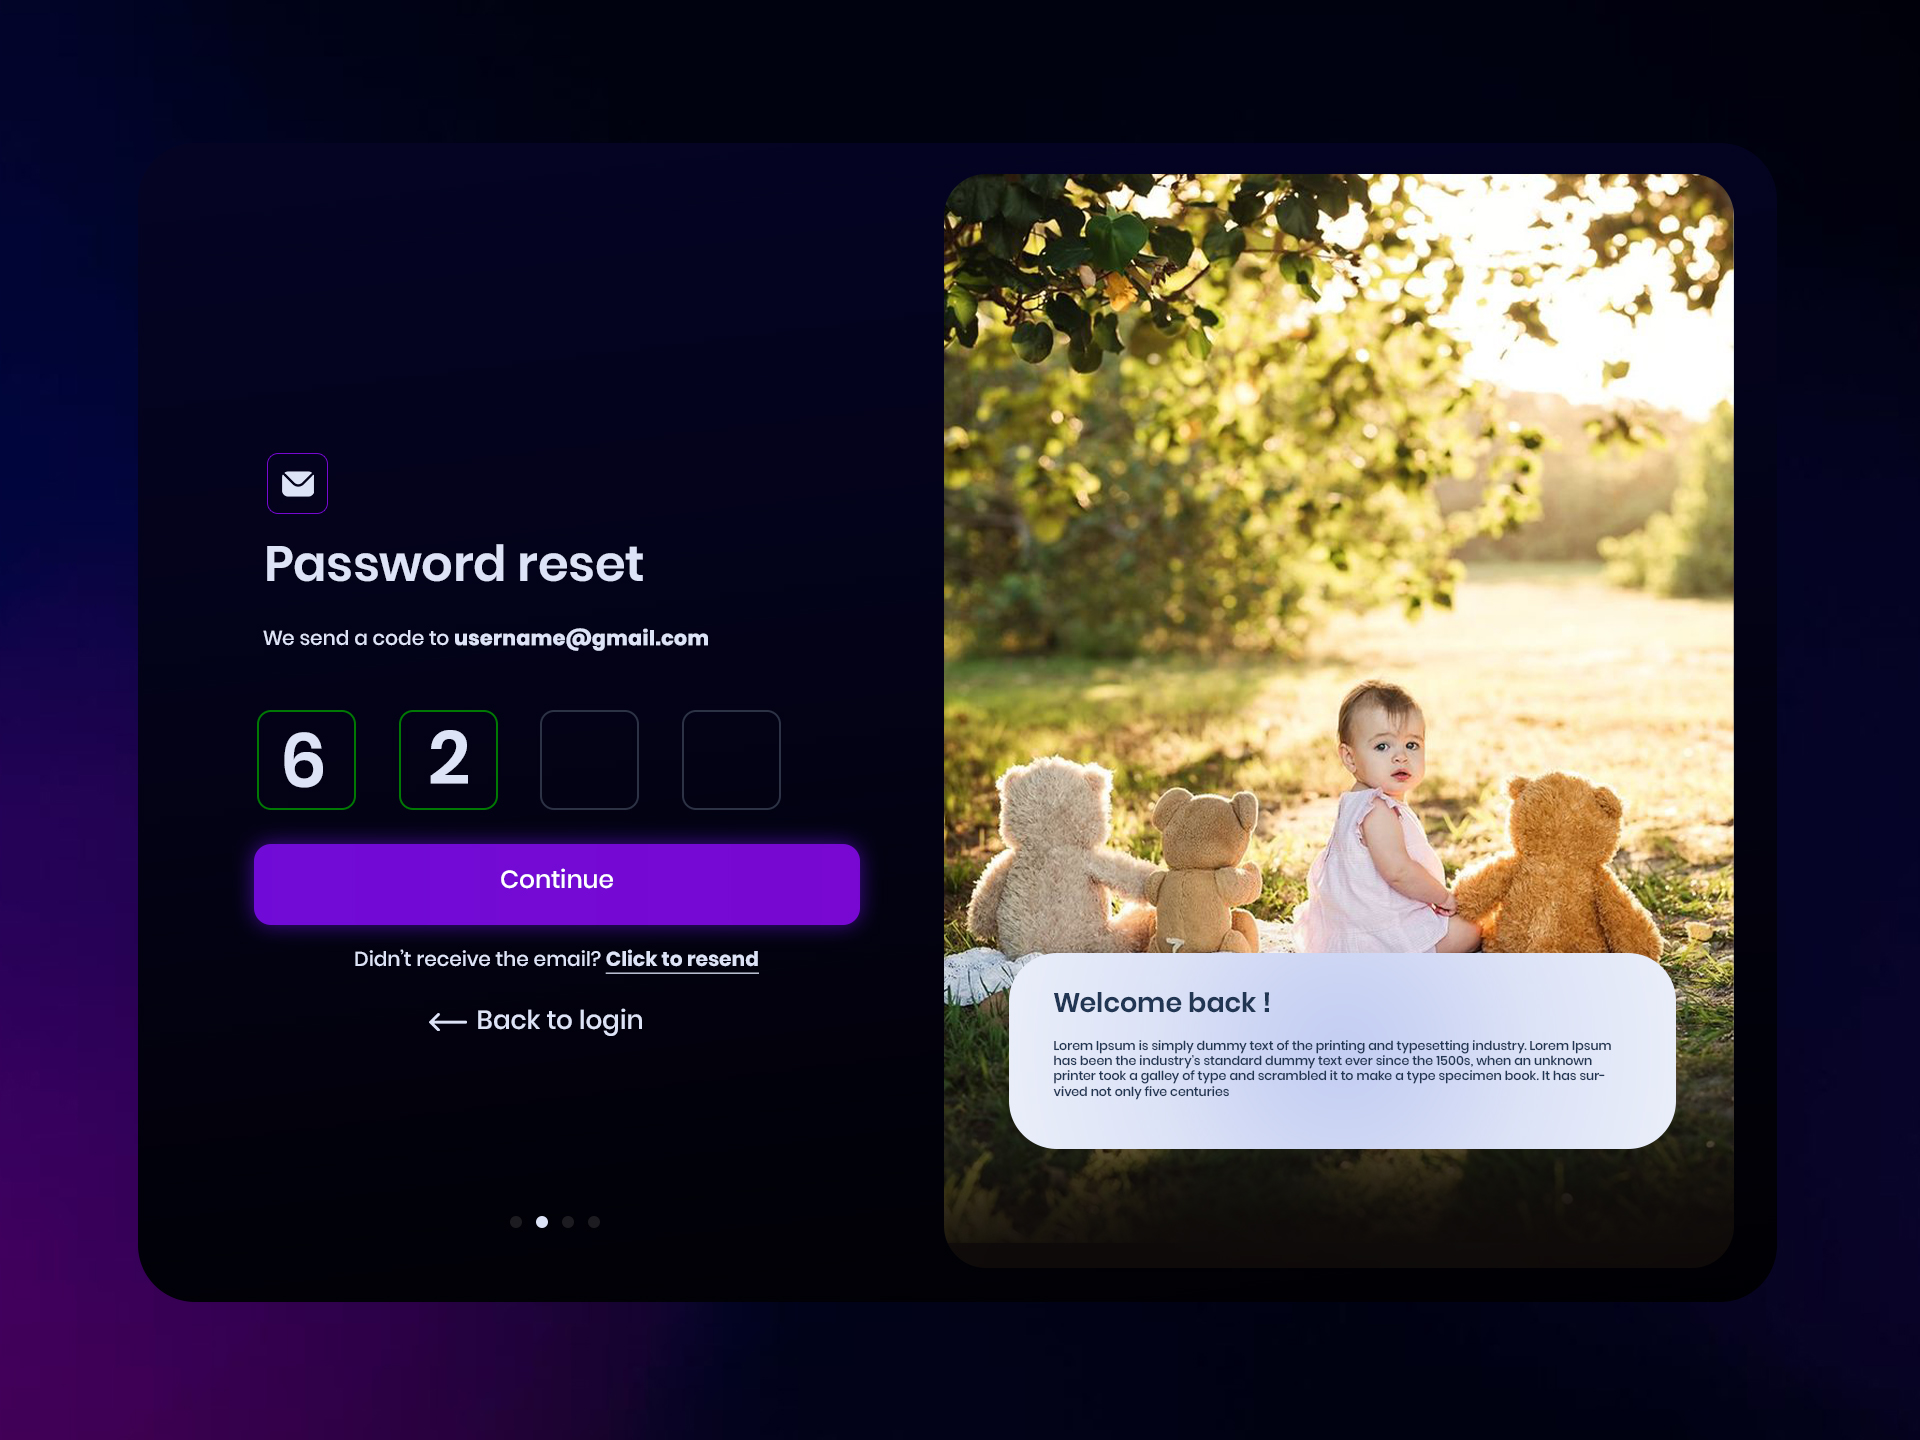 Password reset
We send a code to username@gmail.com
6 2
Continue
Didn't receive the email? Click to resend
Back to login
Welcome back !
Lorem Ipsum is simply dummy text of the printing and typesetting industry. Lorem Ipsum
has been the industry's standard dummy text ever since the 1500s, when an unknown
printer took a galley of type and scrambled it to make a type specimen book. It has sur-
vived not only five centuries